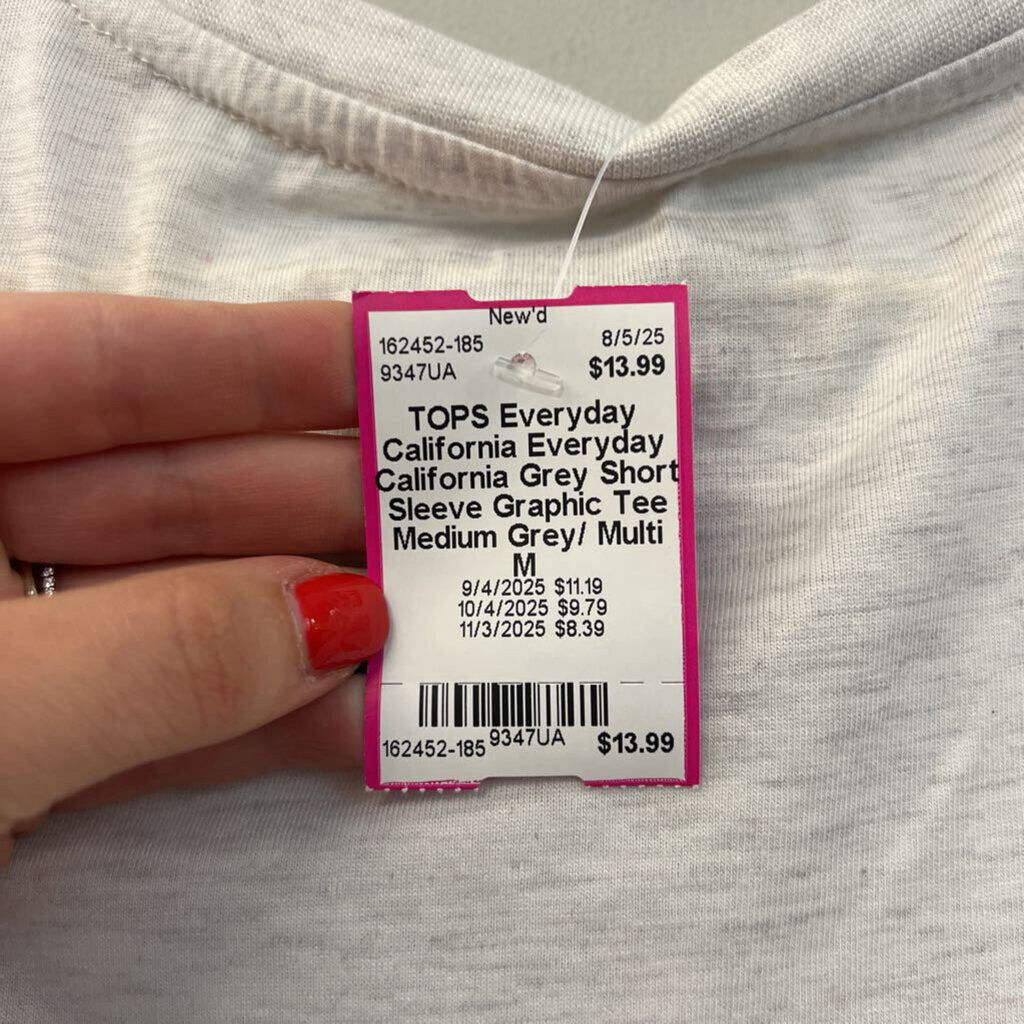 New'd
162452-185 8/5/25
9347UA $13.99
TOPS Everyday
California Everyday
California Grey Short
Sleeve Graphic Tee
Medium Grey/ Multi
M
9/4/2025 $11.19
10/4/2025 $9.79
11/3/2025 $8.39
162452-185 9347UA $13.99